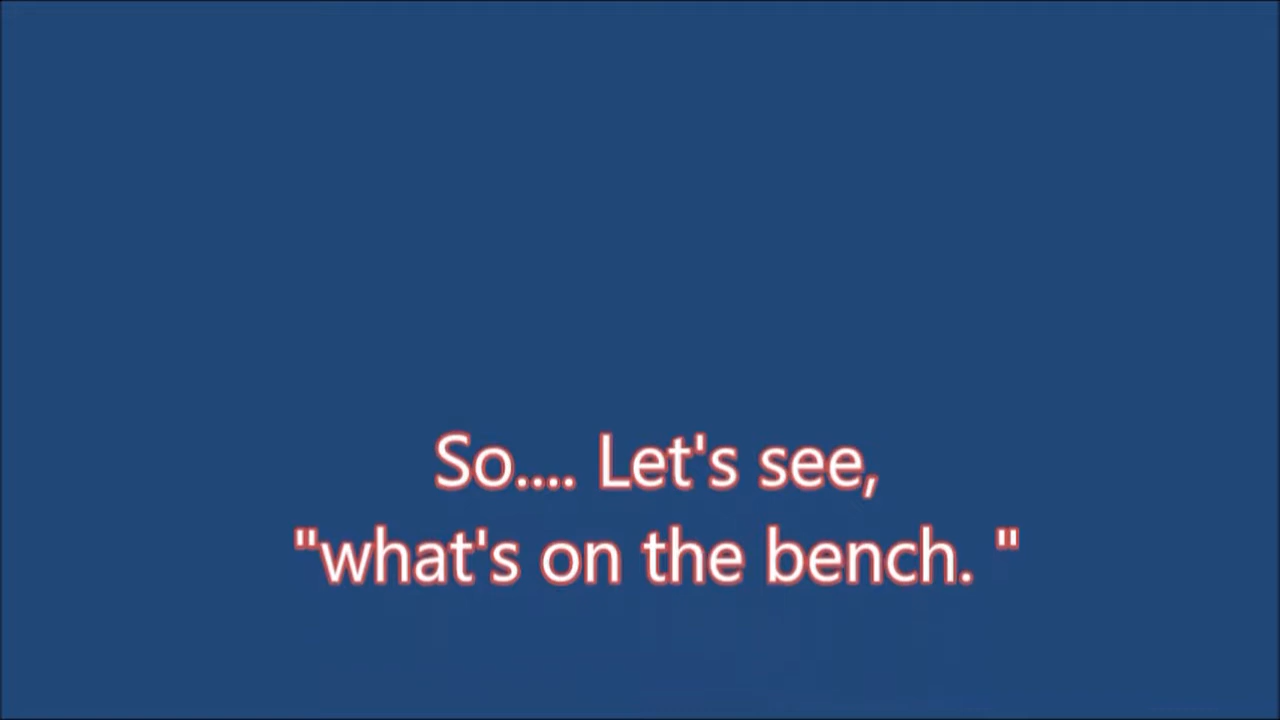 So.... Let's see,
"what's on the bench. "